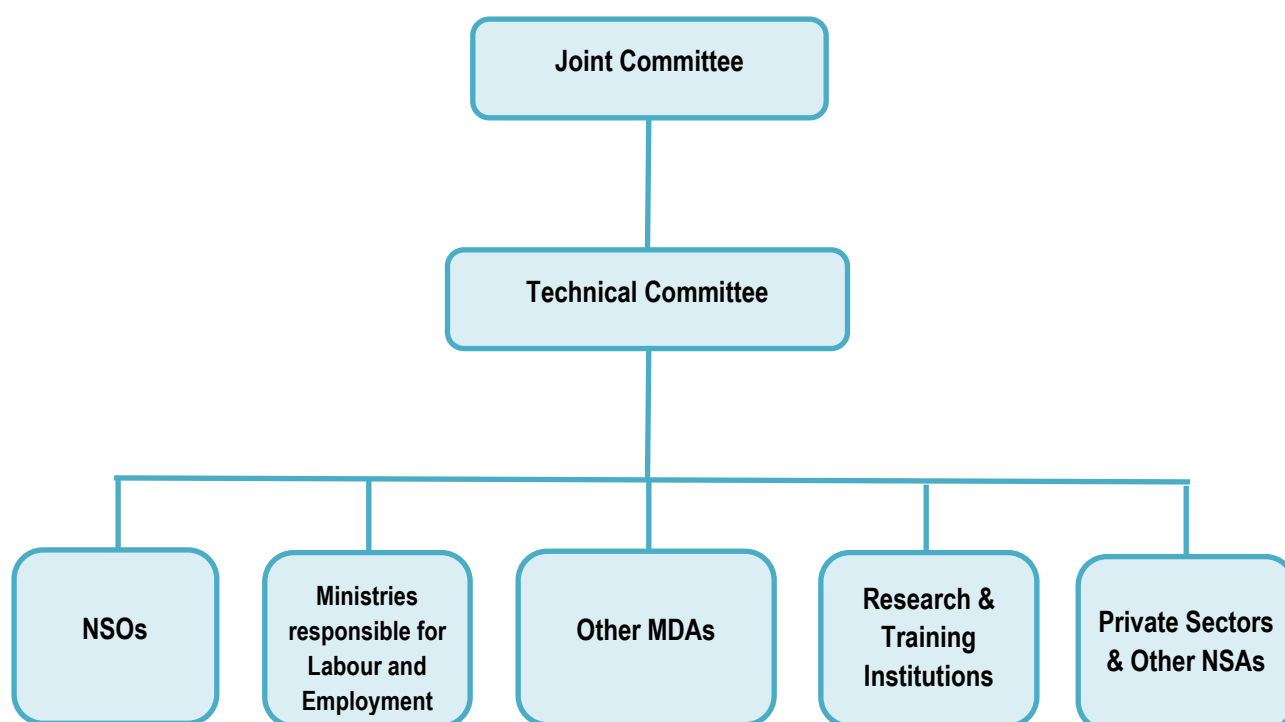 Joint Committee
Technical Committee
NSOs
Ministries
responsible for
Labour and
Employment
Other MDAs
Research &
Training
Institutions
Private Sectors
& Other NSAs